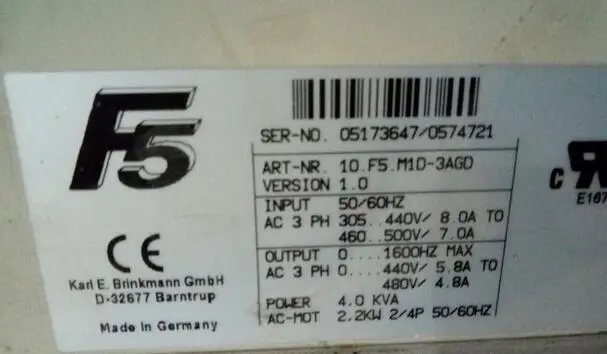 F5
SER-NO. 05173647/0574721
ART-NR. 10.F5.M1D-3AGD
VERSION 1.0
INPUT 50/60HZ
AC 3 PH 305..440V/ 8.0A TO
460..500V/ 7.0A
OUTPUT 0....1600HZ MAX
AC 3 PH 0....440V/ 5.8A TO
480V/ 4.8A
POWER 4.0 KVA
AC-MOT 2.2KW 2/4P 50/60HZ
CE
Karl E. Brinkmann GmbH
D-32677 Barntrup
Made in Germany
c
E167